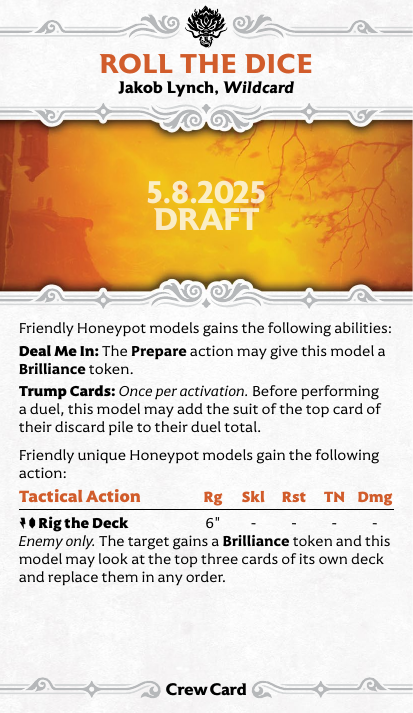 ROLL THE DICE
Jakob Lynch, Wildcard
5.8.2025
DRAFT
Friendly Honeypot models gains the following abilities:
Deal Me In: The Prepare action may give this model a
Brilliance token.
Trump Cards: Once per activation. Before performing
a duel, this model may add the suit of the top card of
their discard pile to their duel total.
Friendly unique Honeypot models gain the following
action:
Tactical Action Rg Skl Rst TN Dmg
Rig the Deck 6" - - - -
Enemy only. The target gains a Brilliance token and this
model may look at the top three cards of its own deck
and replace them in any order.
Crew Card